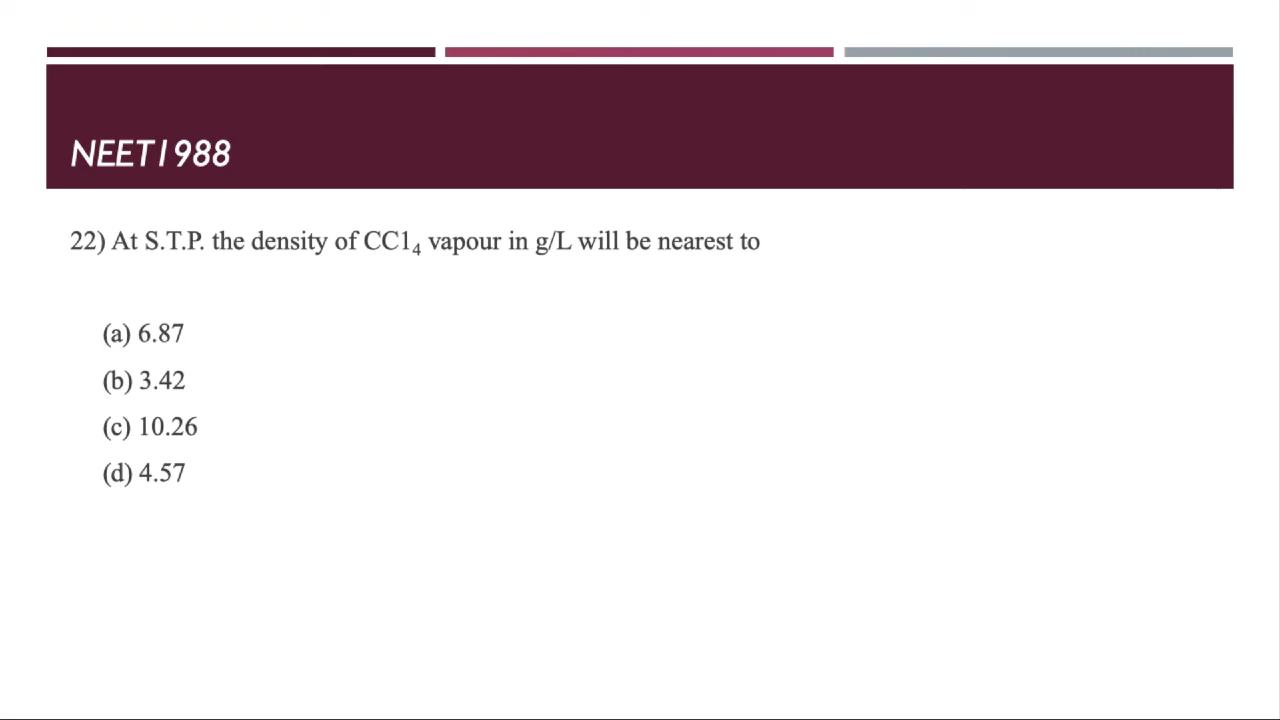 NEET1988
22) At S.T.P. the density of CC1₄ vapour in g/L will be nearest to
(a) 6.87
(b) 3.42
(c) 10.26
(d) 4.57